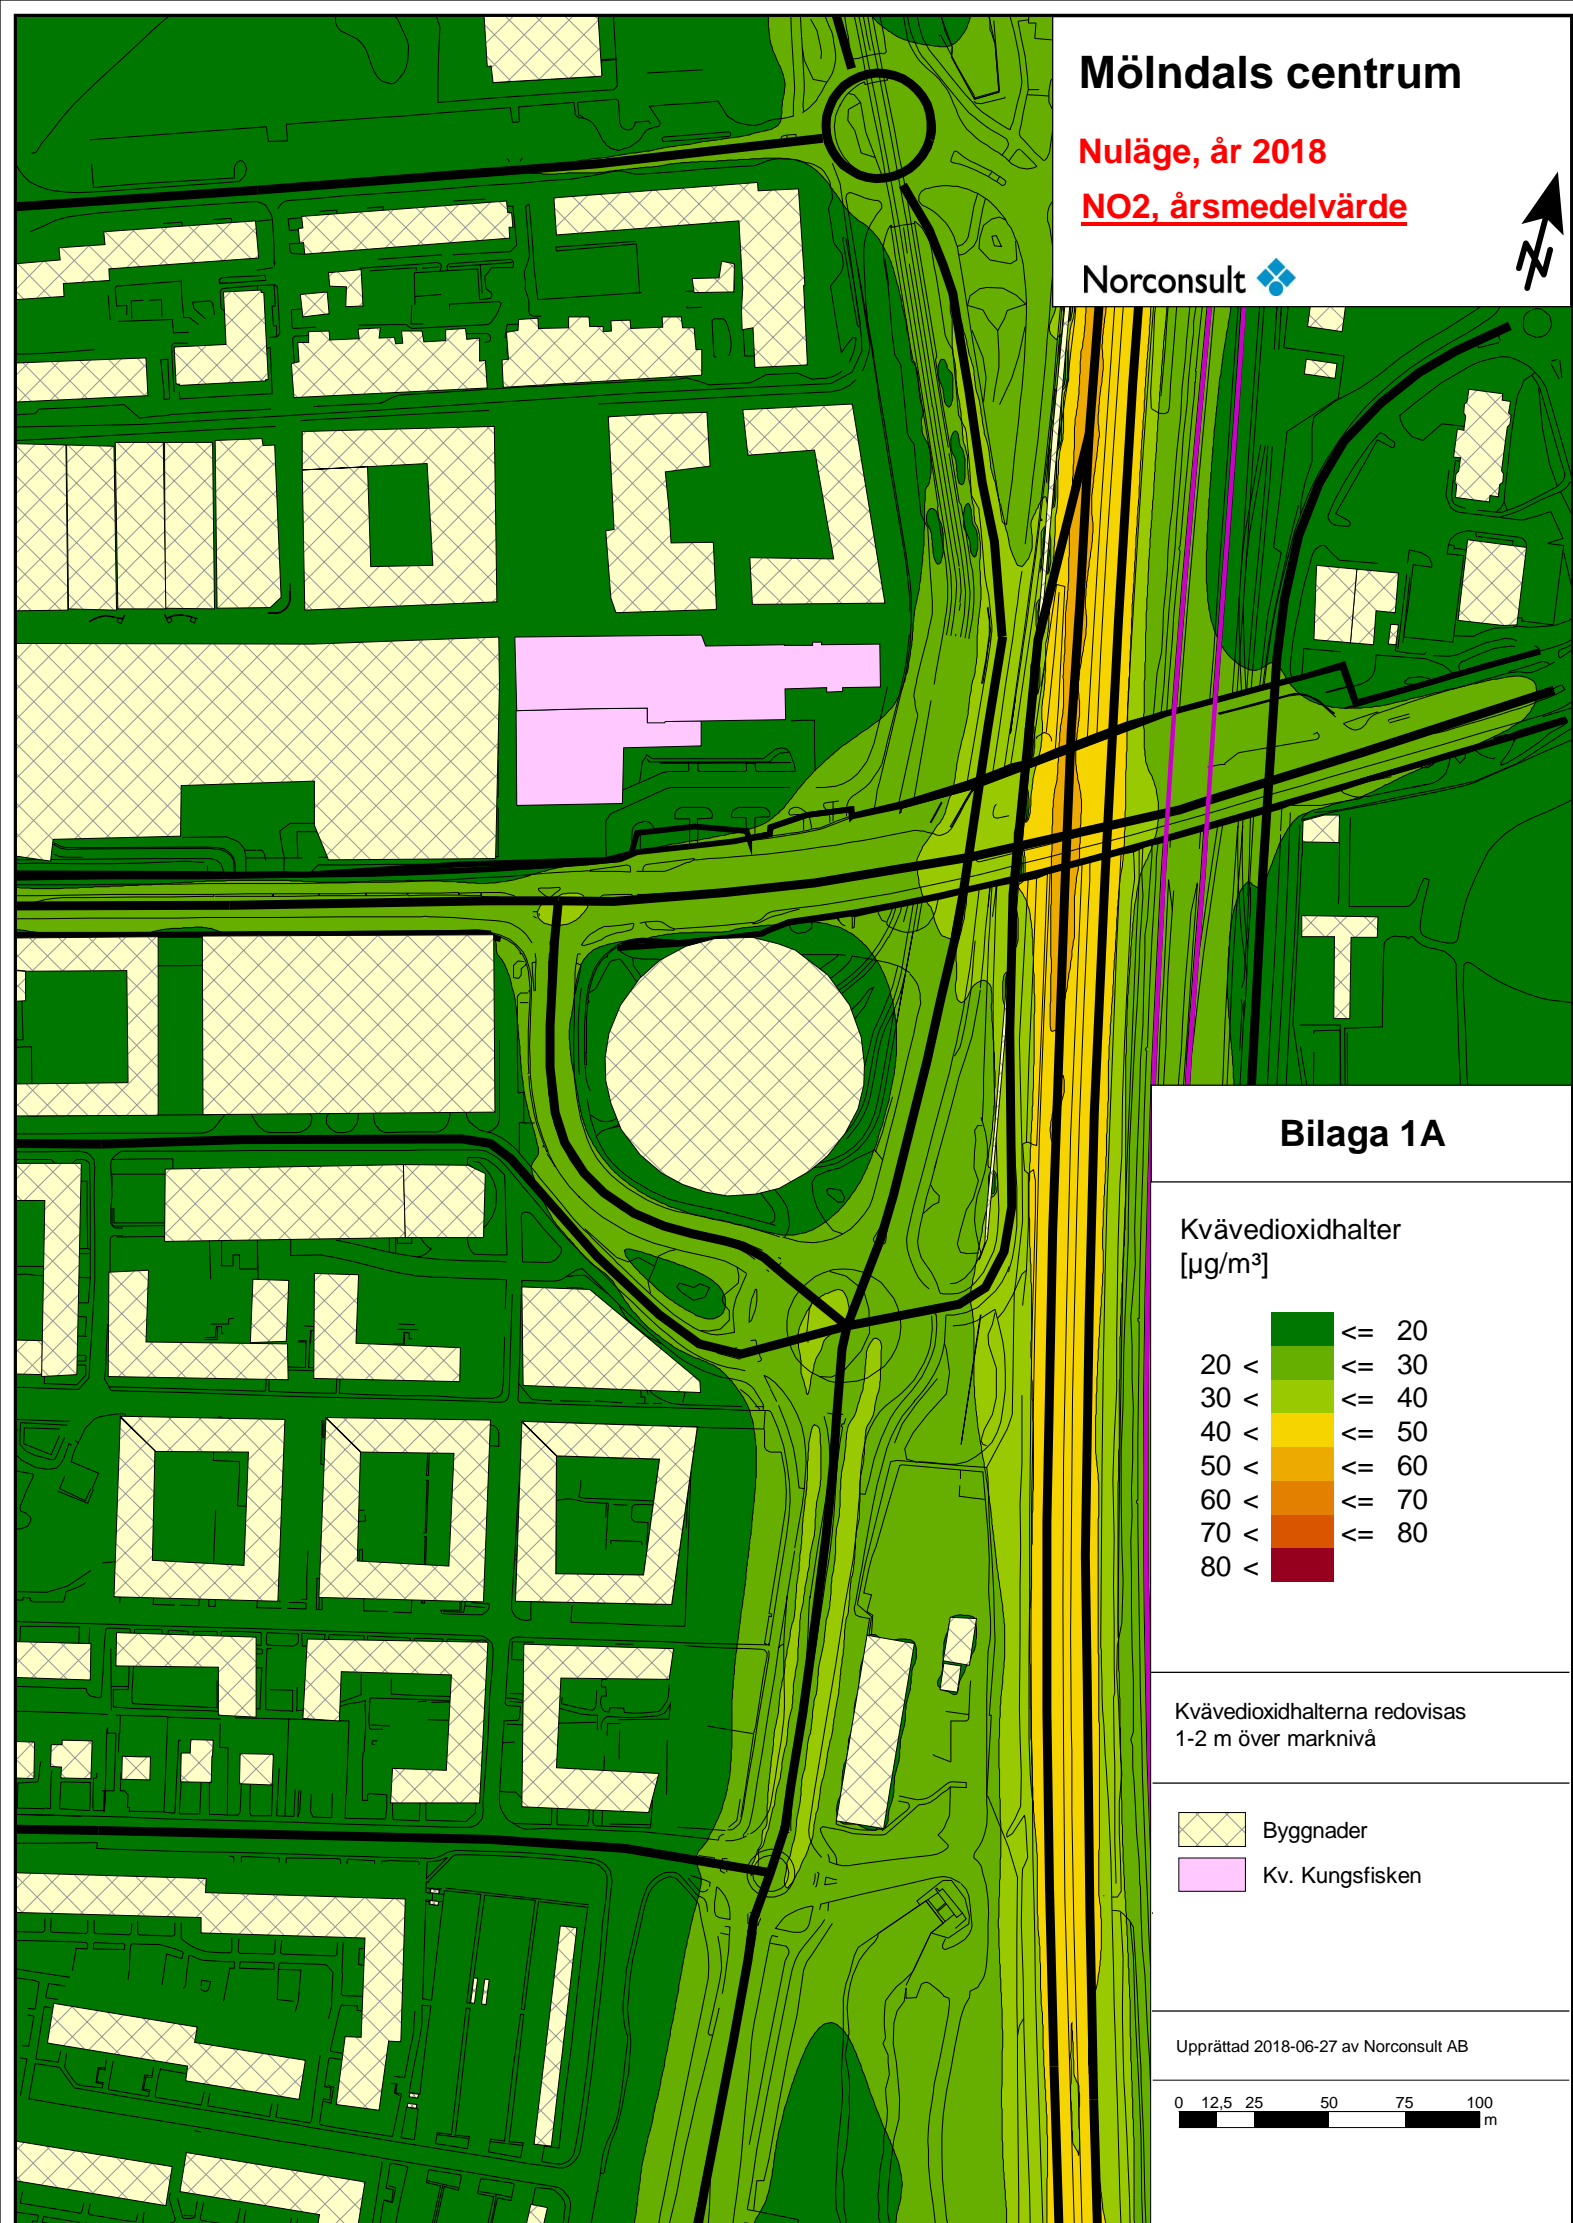 Mölndals centrum
Nuläge, år 2018
NO2, årsmedelvärde
N
Norconsult
Bilaga 1A
Kvävedioxidhalter
[µg/m³]
<= 20
20 < <= 30
30 < <= 40
40 < <= 50
50 < <= 60
60 < <= 70
70 < <= 80
80 <
Kvävedioxidhalterna redovisas
1-2 m över marknivå
Byggnader
Kv. Kungsfisken
Upprättad 2018-06-27 av Norconsult AB
0 12,5 25 50 75 100
m